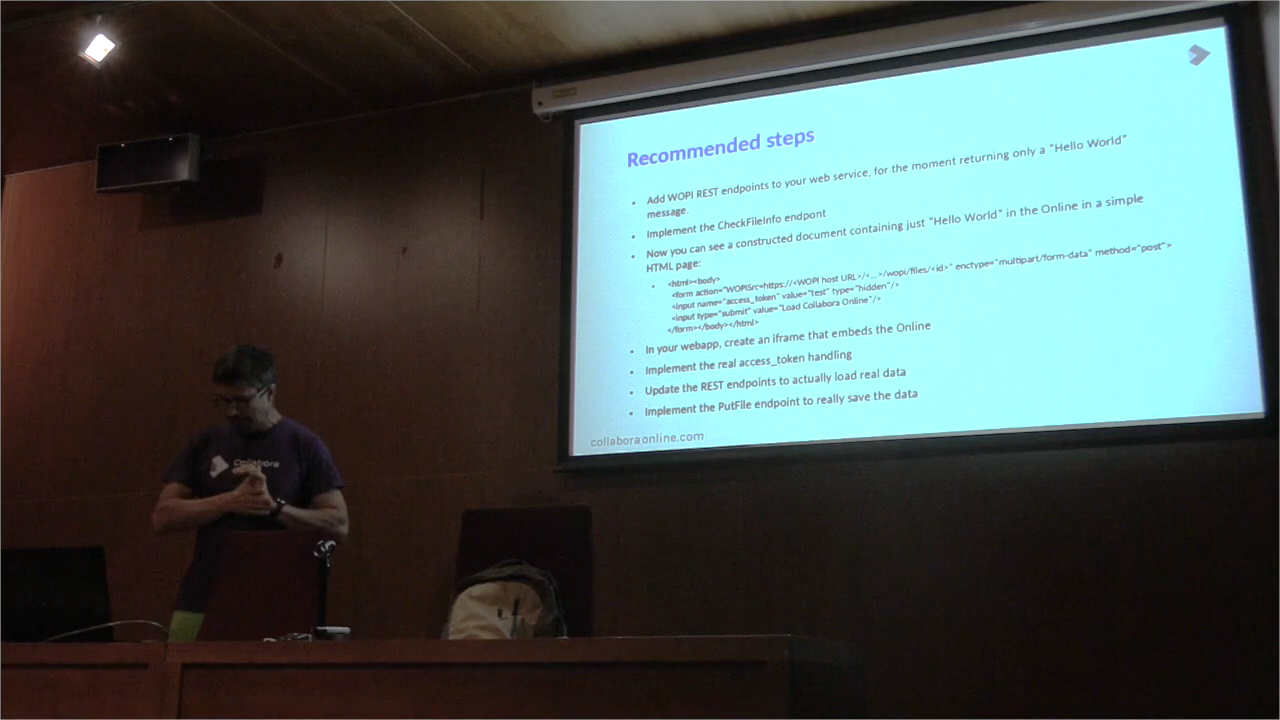 Recommended steps
Add WOPI REST endpoints to your web service, for the moment returning only a "Hello World"
message.
Implement the CheckFileInfo endpont
Now you can see a constructed document containing just "Hello World" in the Online in a simple
HTML page:
<html><body>
<form action="WOPISrc=https://<WOPI host URL>/<...>/wopi/files/<id>" enctype="multipart/form-data" method="post">
<input name="access_token" value="test" type="hidden"/>
<input type="submit" value="Load Collabora Online"/>
</form></body></html>
In your webapp, create an iframe that embeds the Online
Implement the real access_token handling
Update the REST endpoints to actually load real data
Implement the PutFile endpoint to really save the data
collaboraonline.com
Collabora